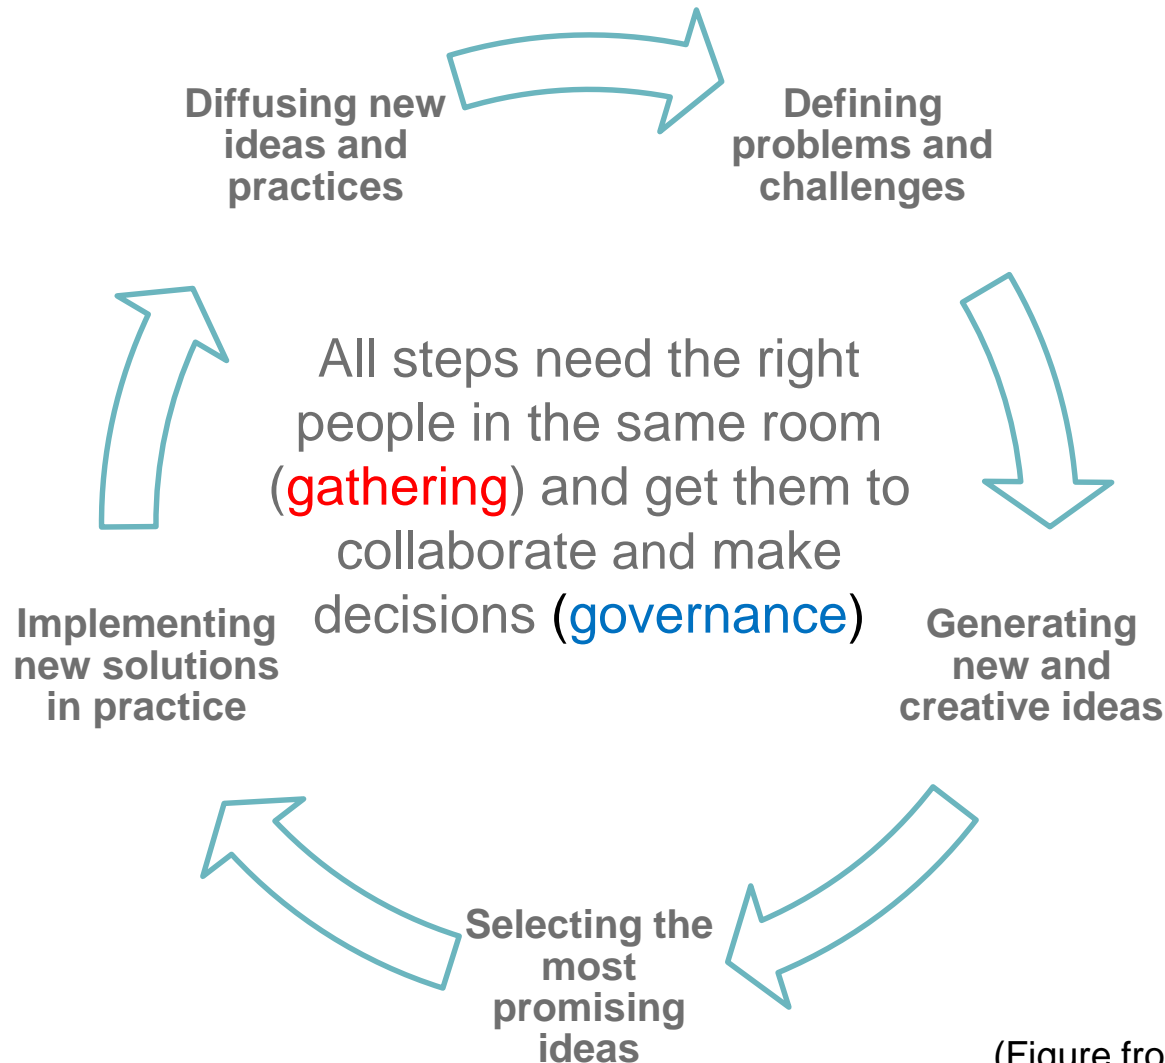 Diffusing new
ideas and
practices
Defining
problems and
challenges
All steps need the right
people in the same room
(gathering) and get them to
collaborate and make
decisions (governance)
Implementing
new solutions
in practice
Generating
new and
creative ideas
Selecting the
most
promising
ideas
(Figure